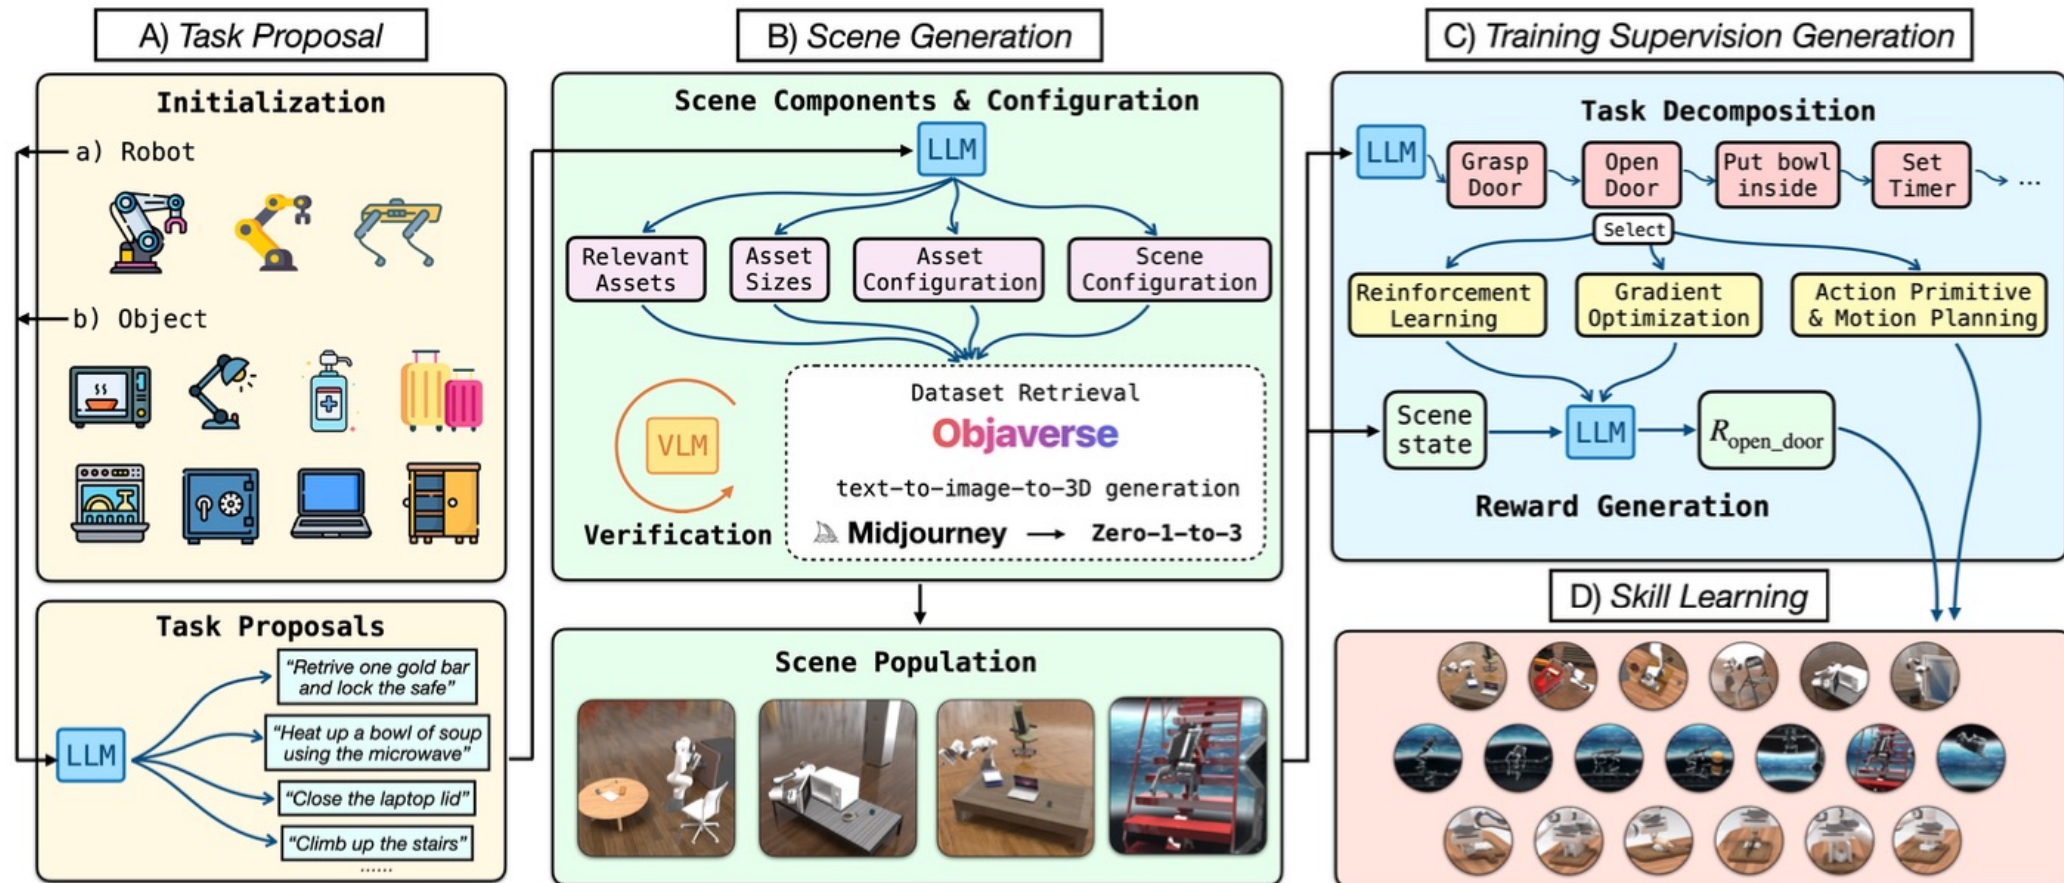 A) Task Proposal
Initialization
a) Robot
b) Object
Task Proposals
LLM
“Retrive one gold bar
and lock the safe”
“Heat up a bowl of soup
using the microwave”
“Close the laptop lid”
“Climb up the stairs”
......
B) Scene Generation
Scene Components & Configuration
LLM
Relevant
Assets
Asset
Sizes
Asset
Configuration
Scene
Configuration
VLM
Verification
Dataset Retrieval
Objaverse
text-to-image-to-3D generation
Midjourney
Zero-1-to-3
Scene Population
C) Training Supervision Generation
Task Decomposition
LLM
Grasp
Door
Open
Door
Put bowl
inside
Set
Timer
...
Select
Reinforcement
Learning
Gradient
Optimization
Action Primitive
& Motion Planning
Scene
state
LLM
Ropen_door
Reward Generation
D) Skill Learning